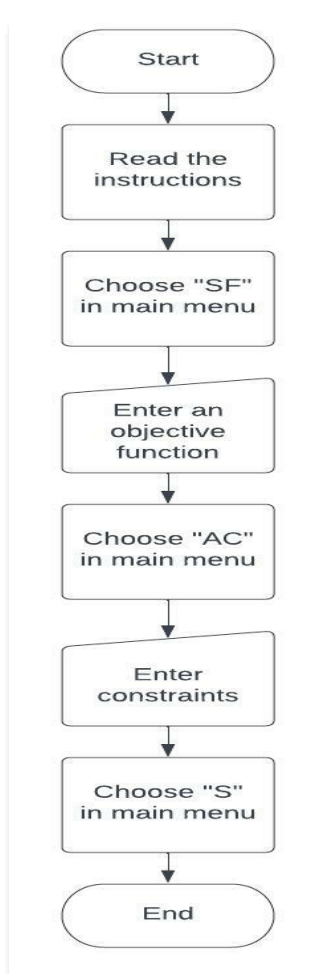 Start
Read the
instructions
Choose "SF"
in main menu
Enter an
objective
function
Choose "AC"
in main menu
Enter
constraints
Choose "S"
in main menu
End